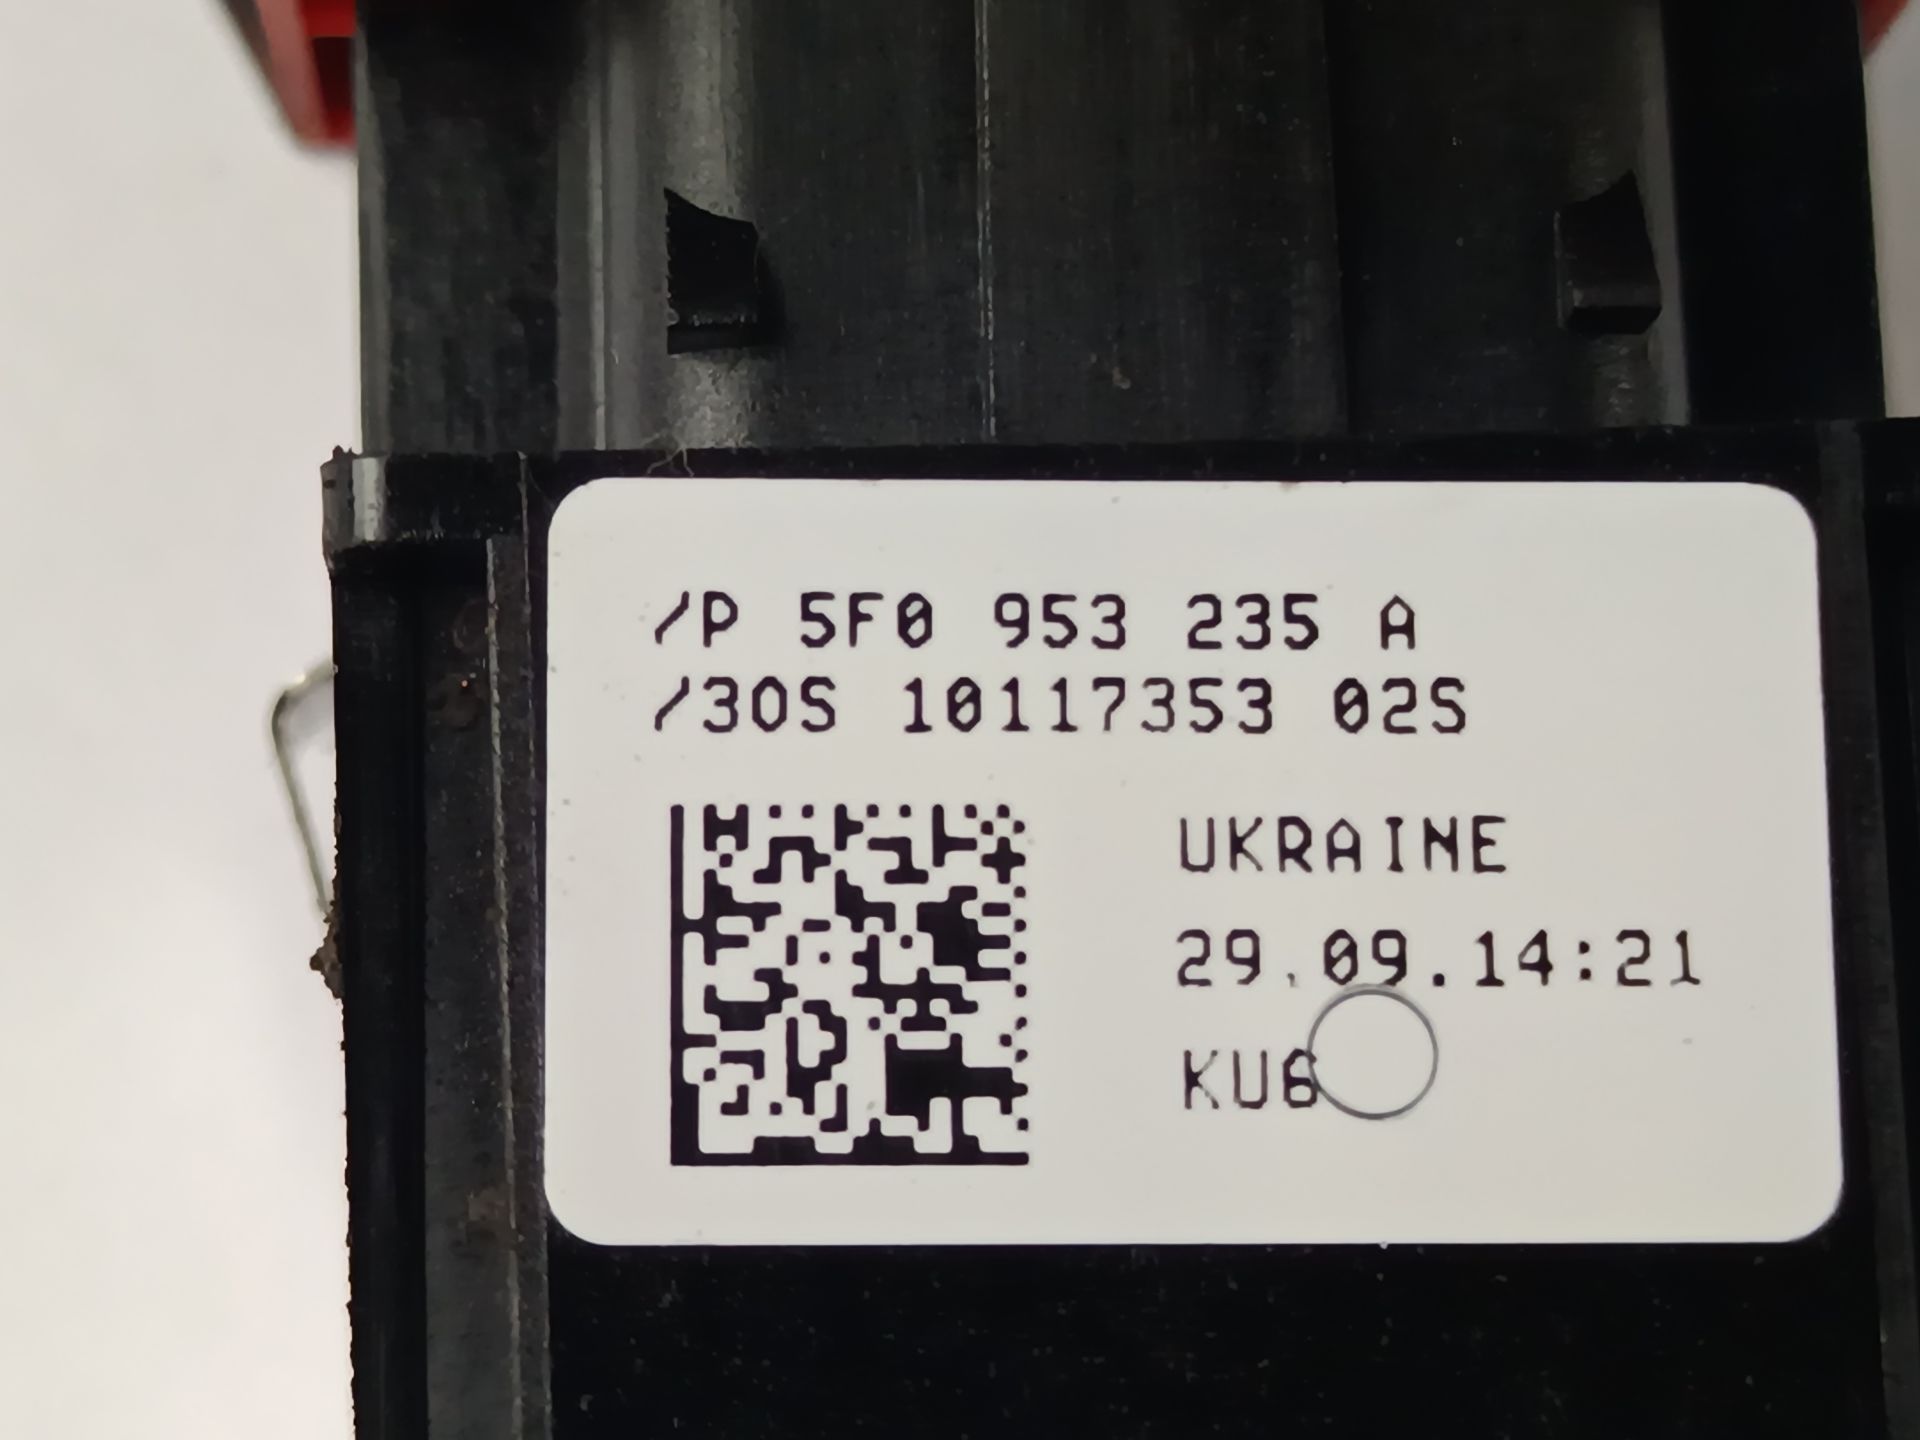 /P 5F0 953 235 A
/30S 10117353 02S
UKRAINE
29.09.14:21
KU6